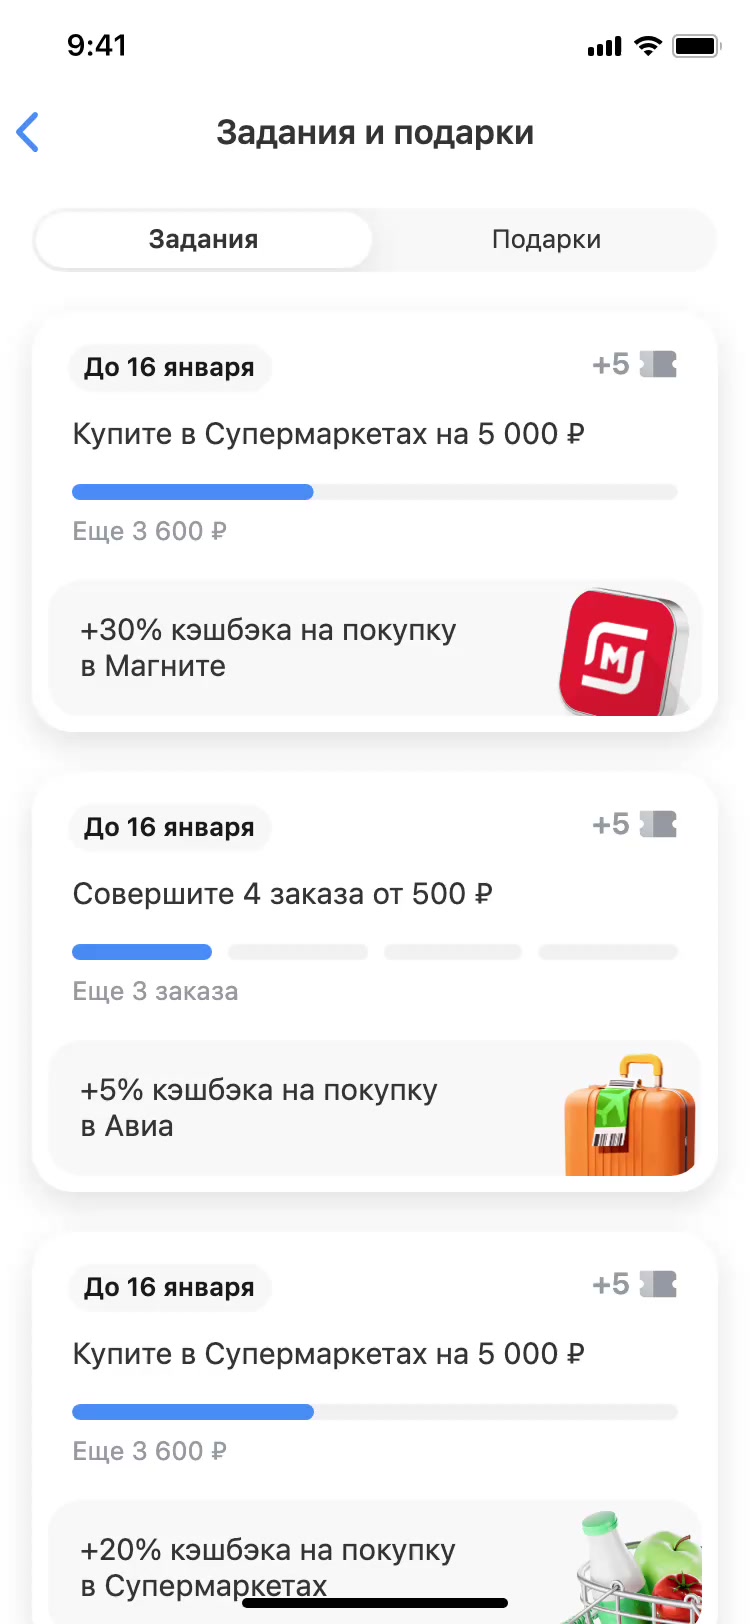 9:41
Задания и подарки
Задания
Подарки
До 16 января
+5
Купите в Супермаркетах на 5 000 ₽
Еще 3 600 ₽
+30% кэшбэка на покупку
в Магните
М
До 16 января
+5
Совершите 4 заказа от 500 ₽
Еще 3 заказа
+5% кэшбэка на покупку
в Авиа
До 16 января
+5
Купите в Супермаркетах на 5 000 ₽
Еще 3 600 ₽
+20% кэшбэка на покупку
в Супермаркетах